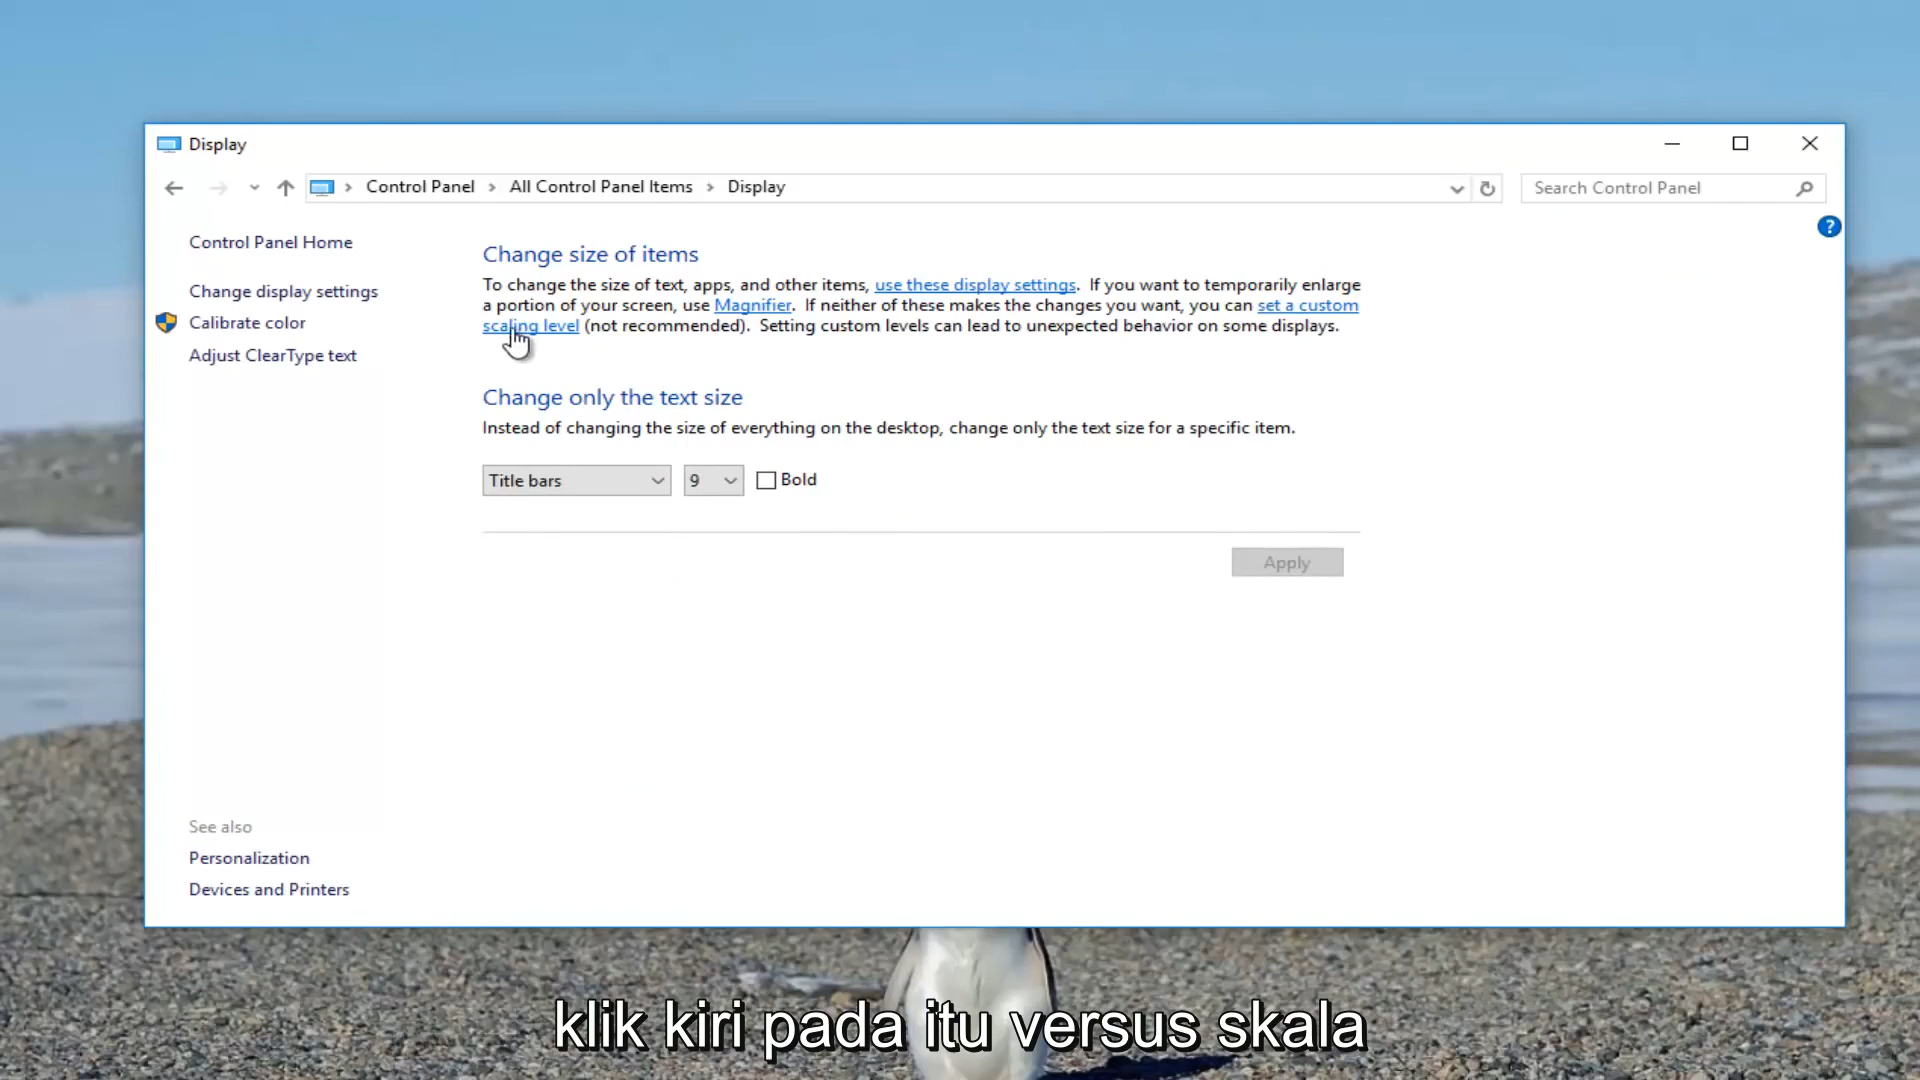 Display
Control Panel > All Control Panel Items > Display
Search Control Panel
?
Control Panel Home
Change display settings
Calibrate color
Adjust ClearType text
Change size of items
To change the size of text, apps, and other items, use these display settings. If you want to temporarily enlarge
a portion of your screen, use Magnifier. If neither of these makes the changes you want, you can set a custom
scaling level (not recommended). Setting custom levels can lead to unexpected behavior on some displays.
Change only the text size
Instead of changing the size of everything on the desktop, change only the text size for a specific item.
Title bars 9 Bold
Apply
See also
Personalization
Devices and Printers
klik kiri pada itu versus skala